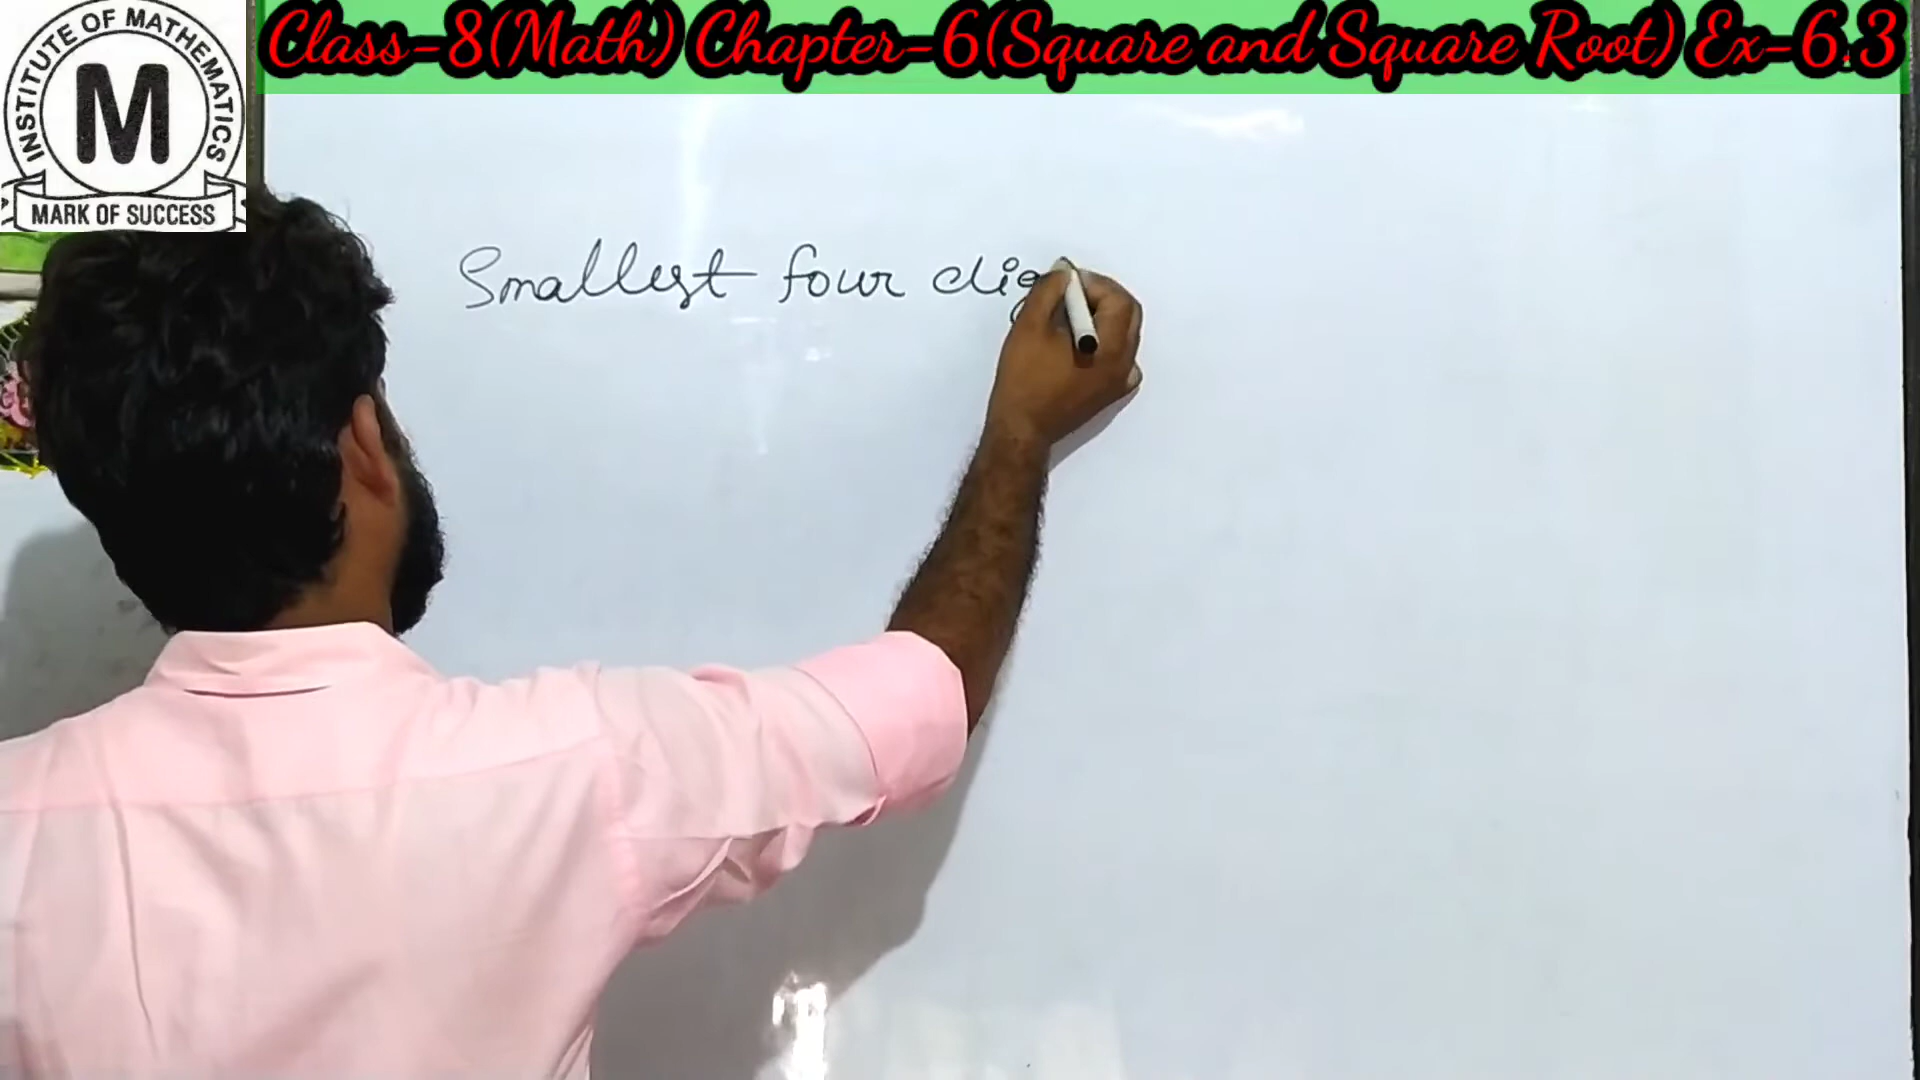 Class-8(Math) Chapter-6(Square and Square Root) Ex-6.3
INSTITUTE OF MATHEMATICS
M
MARK OF SUCCESS
Smallest four dig